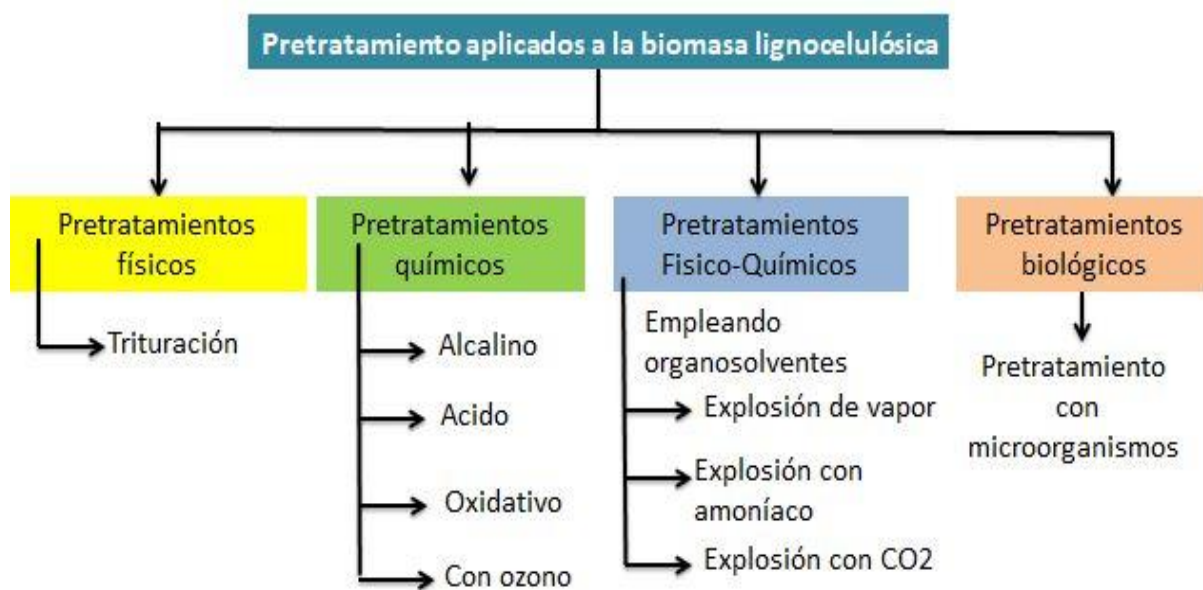 Pretratamiento aplicados a la biomasa lignocelulósica
Pretratamientos
físicos
Trituración
Pretratamientos
químicos
Alcalino
Acido
Oxidativo
Con ozono
Pretratamientos
Fisico-Químicos
Empleando
organosolventes
Explosión de vapor
Explosión con
amoníaco
Explosión con CO2
Pretratamientos
biológicos
Pretratamiento
con
microorganismos